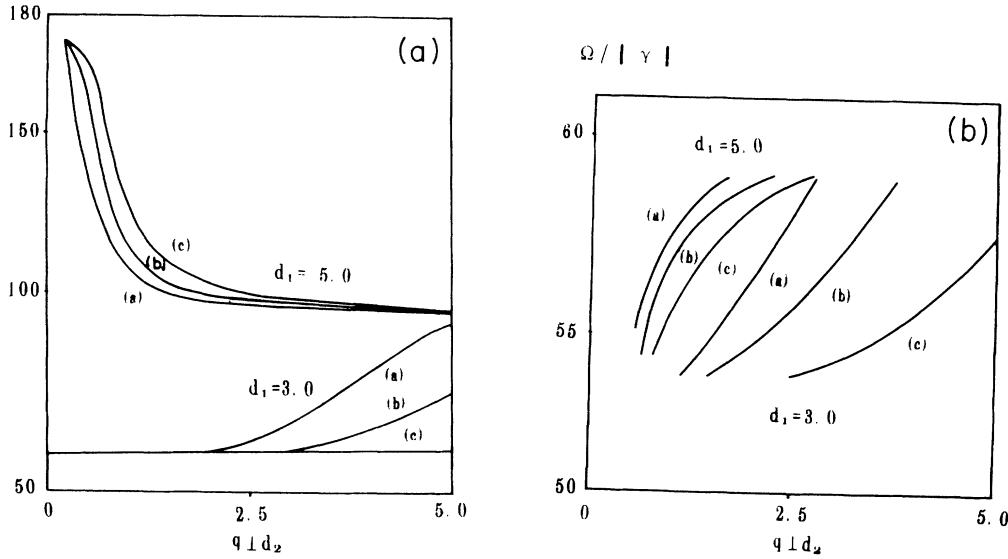 180
(a)
150
(c)
(b)
(a)
d₁ = 5.0
100
(a)
d₁ = 3.0
(b)
(c)
50
0
2.5
5.0
q ⊥ d₂
Ω / | γ |
60
(b)
d₁ = 5.0
(a)
(b)
(c)
(a)
(b)
(c)
55
d₁ = 3.0
50
0
2.5
5.0
q ⊥ d₂